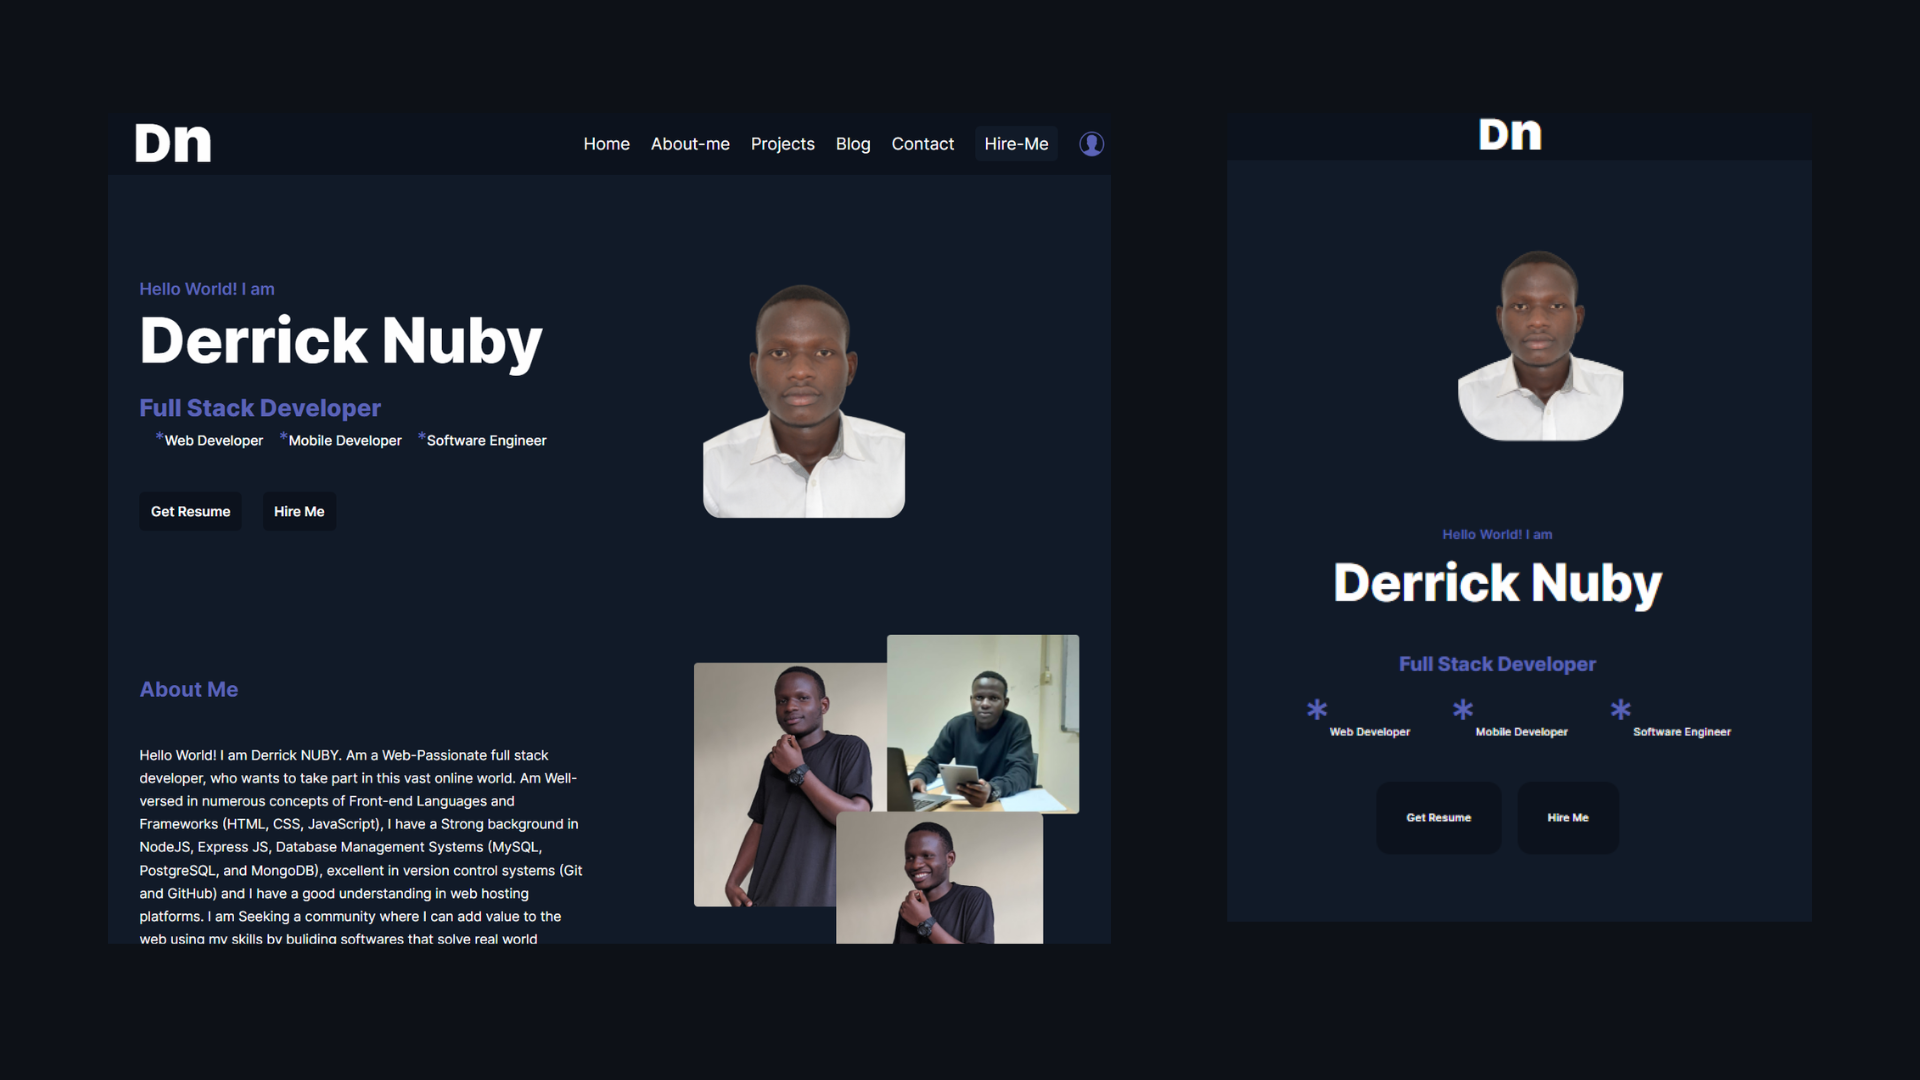 Dn
Home About-me Projects Blog Contact Hire-Me
Hello World! I am
Derrick Nuby
Full Stack Developer
*Web Developer *Mobile Developer *Software Engineer
Get Resume Hire Me
About Me
Hello World! I am Derrick NUBY. Am a Web-Passionate full stack
developer, who wants to take part in this vast online world. Am Well-
versed in numerous concepts of Front-end Languages and
Frameworks (HTML, CSS, JavaScript), I have a Strong background in
NodeJS, Express JS, Database Management Systems (MySQL,
PostgreSQL, and MongoDB), excellent in version control systems (Git
and GitHub) and I have a good understanding in web hosting
platforms. I am Seeking a community where I can add value to the
web using my skills by buliding softwares that solve real world
Dn
Hello World! I am
Derrick Nuby
Full Stack Developer
* Web Developer * Mobile Developer * Software Engineer
Get Resume Hire Me